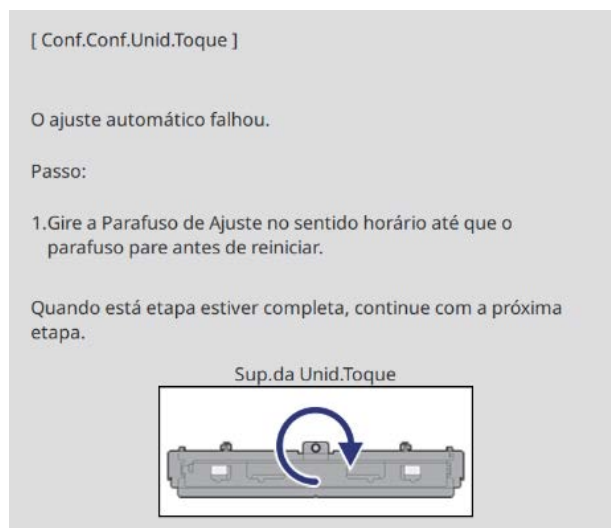 [ Conf.Conf.Unid.Toque ]
O ajuste automático falhou.
Passo:
1.Gire a Parafuso de Ajuste no sentido horário até que o
parafuso pare antes de reiniciar.
Quando está etapa estiver completa, continue com a próxima
etapa.
Sup.da Unid.Toque